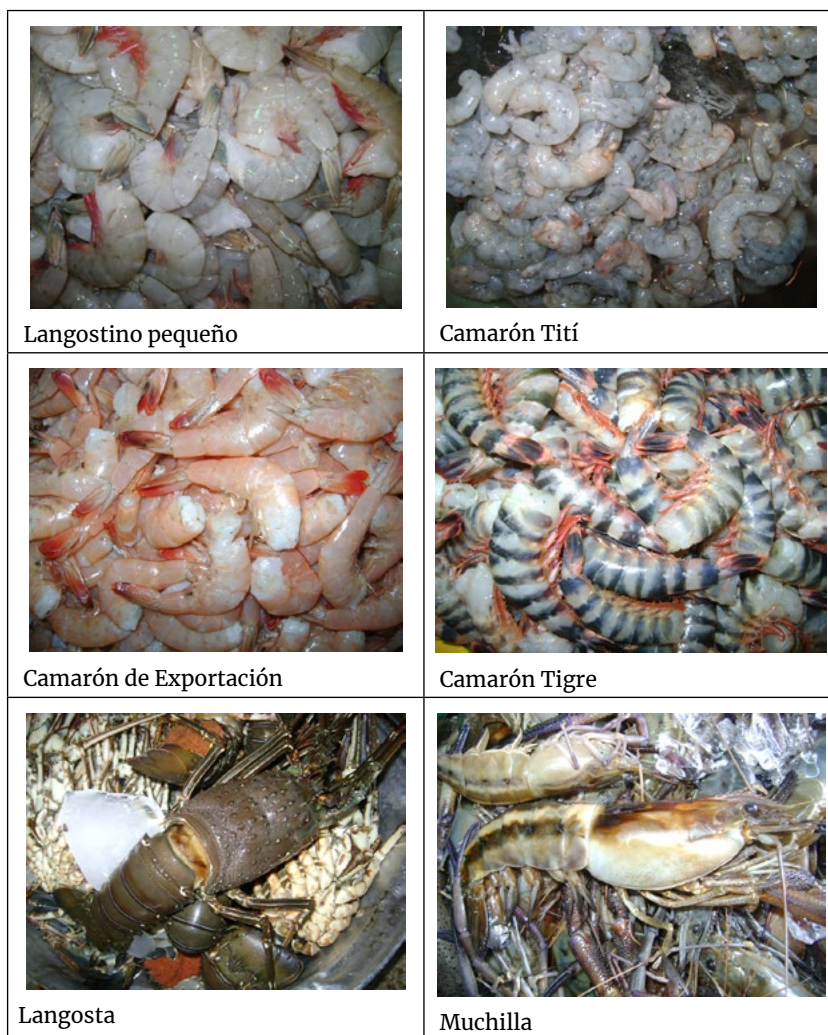 Langostino pequeño
Camarón Tití
Camarón de Exportación
Camarón Tigre
Langosta
Muchilla